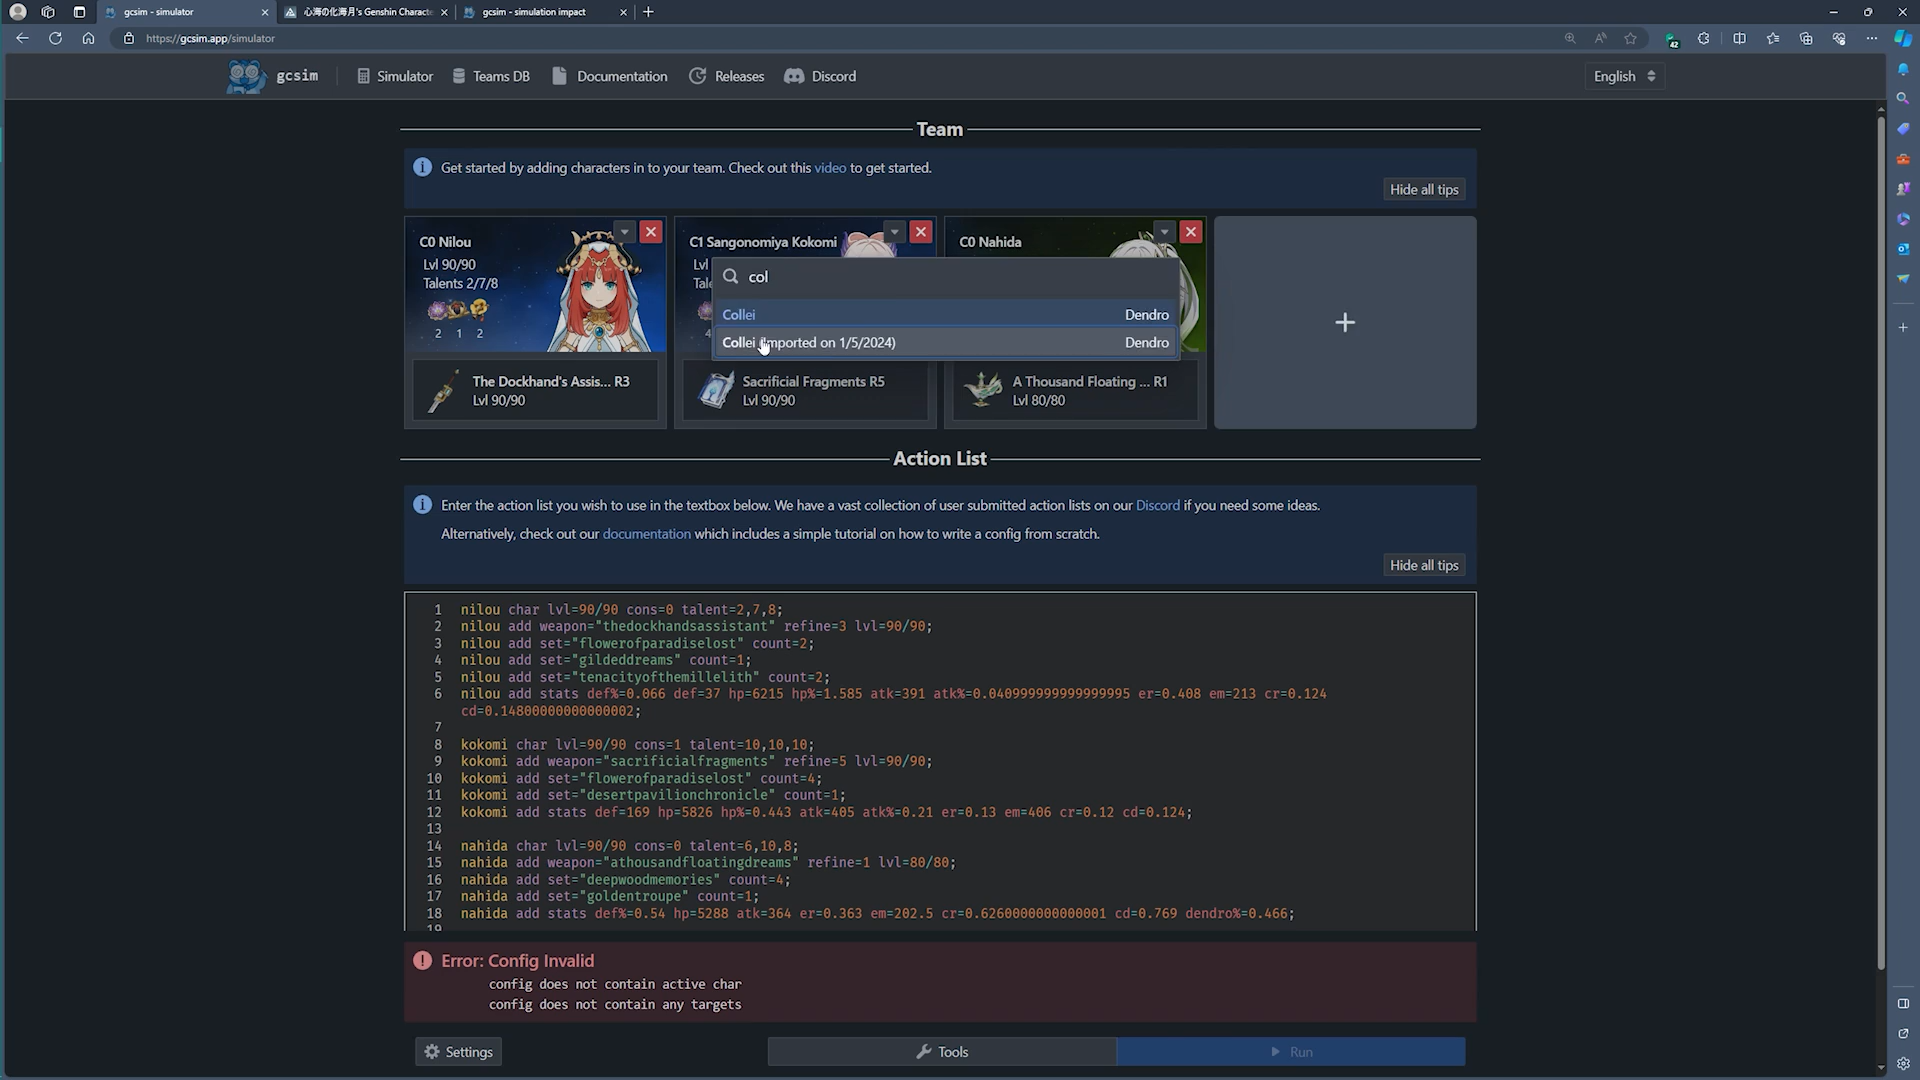 gcsim - simulator
心海の化海月's Genshin Characte
gcsim - simulation impact
https://gcsim.app/simulator
42
gcsim
Simulator
Teams DB
Documentation
Releases
Discord
English
Team
Get started by adding characters in to your team. Check out this video to get started.
Hide all tips
C0 Nilou
Lvl 90/90
Talents 2/7/8
2 1 2
The Dockhand's Assis... R3
Lvl 90/90
C1 Sangonomiya Kokomi
Lvl
Tale
4
Sacrificial Fragments R5
Lvl 90/90
C0 Nahida
A Thousand Floating ... R1
Lvl 80/80
col
Collei Dendro
Collei (Imported on 1/5/2024) Dendro
Action List
Enter the action list you wish to use in the textbox below. We have a vast collection of user submitted action lists on our Discord if you need some ideas.
Alternatively, check out our documentation which includes a simple tutorial on how to write a config from scratch.
Hide all tips
1 nilou char lvl=90/90 cons=0 talent=2,7,8;
2 nilou add weapon="thedockhandsassistant" refine=3 lvl=90/90;
3 nilou add set="flowerofparadiselost" count=2;
4 nilou add set="gildeddreams" count=1;
5 nilou add set="tenacityofthemillelith" count=2;
6 nilou add stats def%=0.066 def=37 hp=6215 hp%=1.585 atk=391 atk%=0.040999999999999995 er=0.408 em=213 cr=0.124
cd=0.14800000000000002;
7
8 kokomi char lvl=90/90 cons=1 talent=10,10,10;
9 kokomi add weapon="sacrificialfragments" refine=5 lvl=90/90;
10 kokomi add set="flowerofparadiselost" count=4;
11 kokomi add set="desertpavilionchronicle" count=1;
12 kokomi add stats def=169 hp=5826 hp%=0.443 atk=405 atk%=0.21 er=0.13 em=406 cr=0.12 cd=0.124;
13
14 nahida char lvl=90/90 cons=0 talent=6,10,8;
15 nahida add weapon="athousandfloatingdreams" refine=1 lvl=80/80;
16 nahida add set="deepwoodmemories" count=4;
17 nahida add set="goldentroupe" count=1;
18 nahida add stats def%=0.54 hp=5288 atk=364 er=0.363 em=202.5 cr=0.6260000000000001 cd=0.769 dendro%=0.466;
19
Error: Config Invalid
config does not contain active char
config does not contain any targets
Settings
Tools
Run